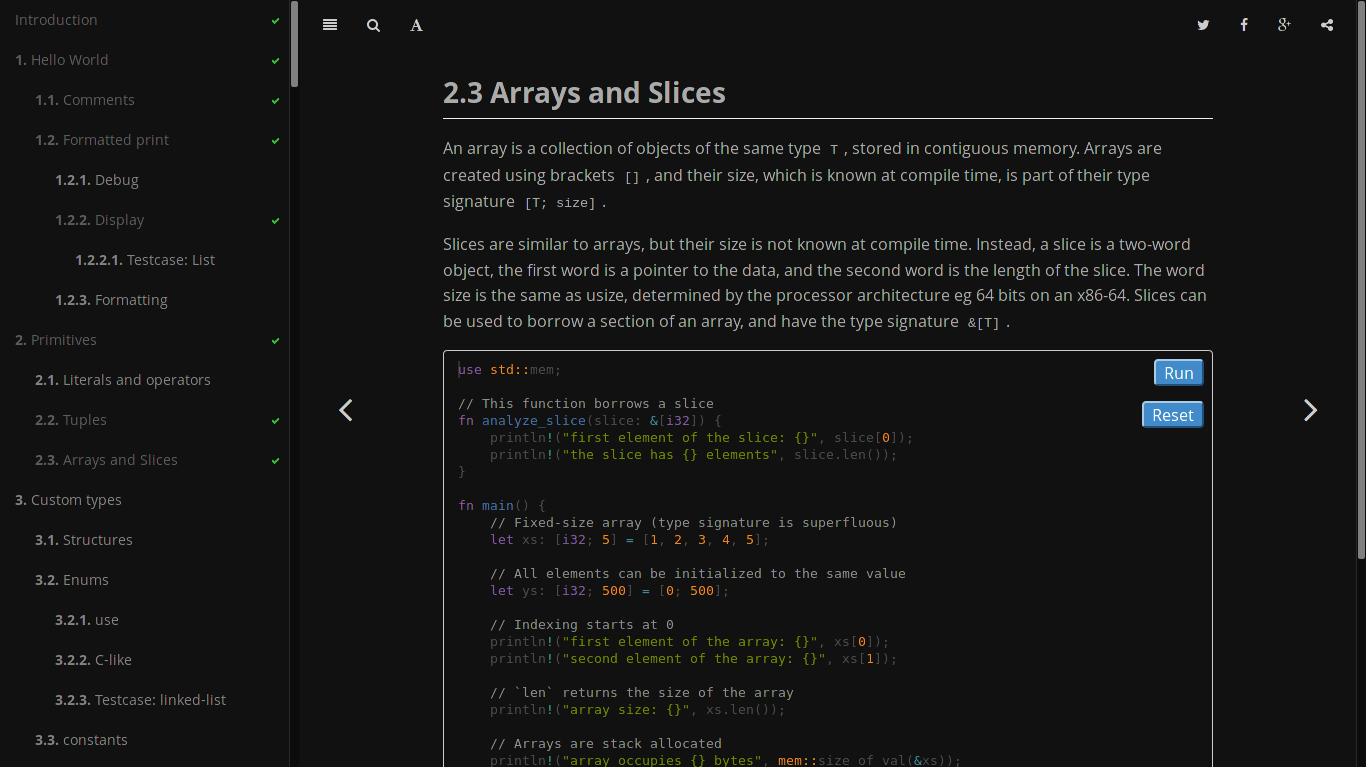 Introduction
1. Hello World
1.1. Comments
1.2. Formatted print
1.2.1. Debug
1.2.2. Display
1.2.2.1. Testcase: List
1.2.3. Formatting
2. Primitives
2.1. Literals and operators
2.2. Tuples
2.3. Arrays and Slices
3. Custom types
3.1. Structures
3.2. Enums
3.2.1. use
3.2.2. C-like
3.2.3. Testcase: linked-list
3.3. constants
A
2.3 Arrays and Slices
An array is a collection of objects of the same type T , stored in contiguous memory. Arrays are
created using brackets [] , and their size, which is known at compile time, is part of their type
signature [T; size] .
Slices are similar to arrays, but their size is not known at compile time. Instead, a slice is a two-word
object, the first word is a pointer to the data, and the second word is the length of the slice. The word
size is the same as usize, determined by the processor architecture eg 64 bits on an x86-64. Slices can
be used to borrow a section of an array, and have the type signature &[T] .
Run
Reset
use std::mem;
// This function borrows a slice
fn analyze_slice(slice: &[i32]) {
    println!("first element of the slice: {}", slice[0]);
    println!("the slice has {} elements", slice.len());
}
fn main() {
    // Fixed-size array (type signature is superfluous)
    let xs: [i32; 5] = [1, 2, 3, 4, 5];
    // All elements can be initialized to the same value
    let ys: [i32; 500] = [0; 500];
    // Indexing starts at 0
    println!("first element of the array: {}", xs[0]);
    println!("second element of the array: {}", xs[1]);
    // `len` returns the size of the array
    println!("array size: {}", xs.len());
    // Arrays are stack allocated
    println!("array occupies {} bytes", mem::size_of_val(&xs));